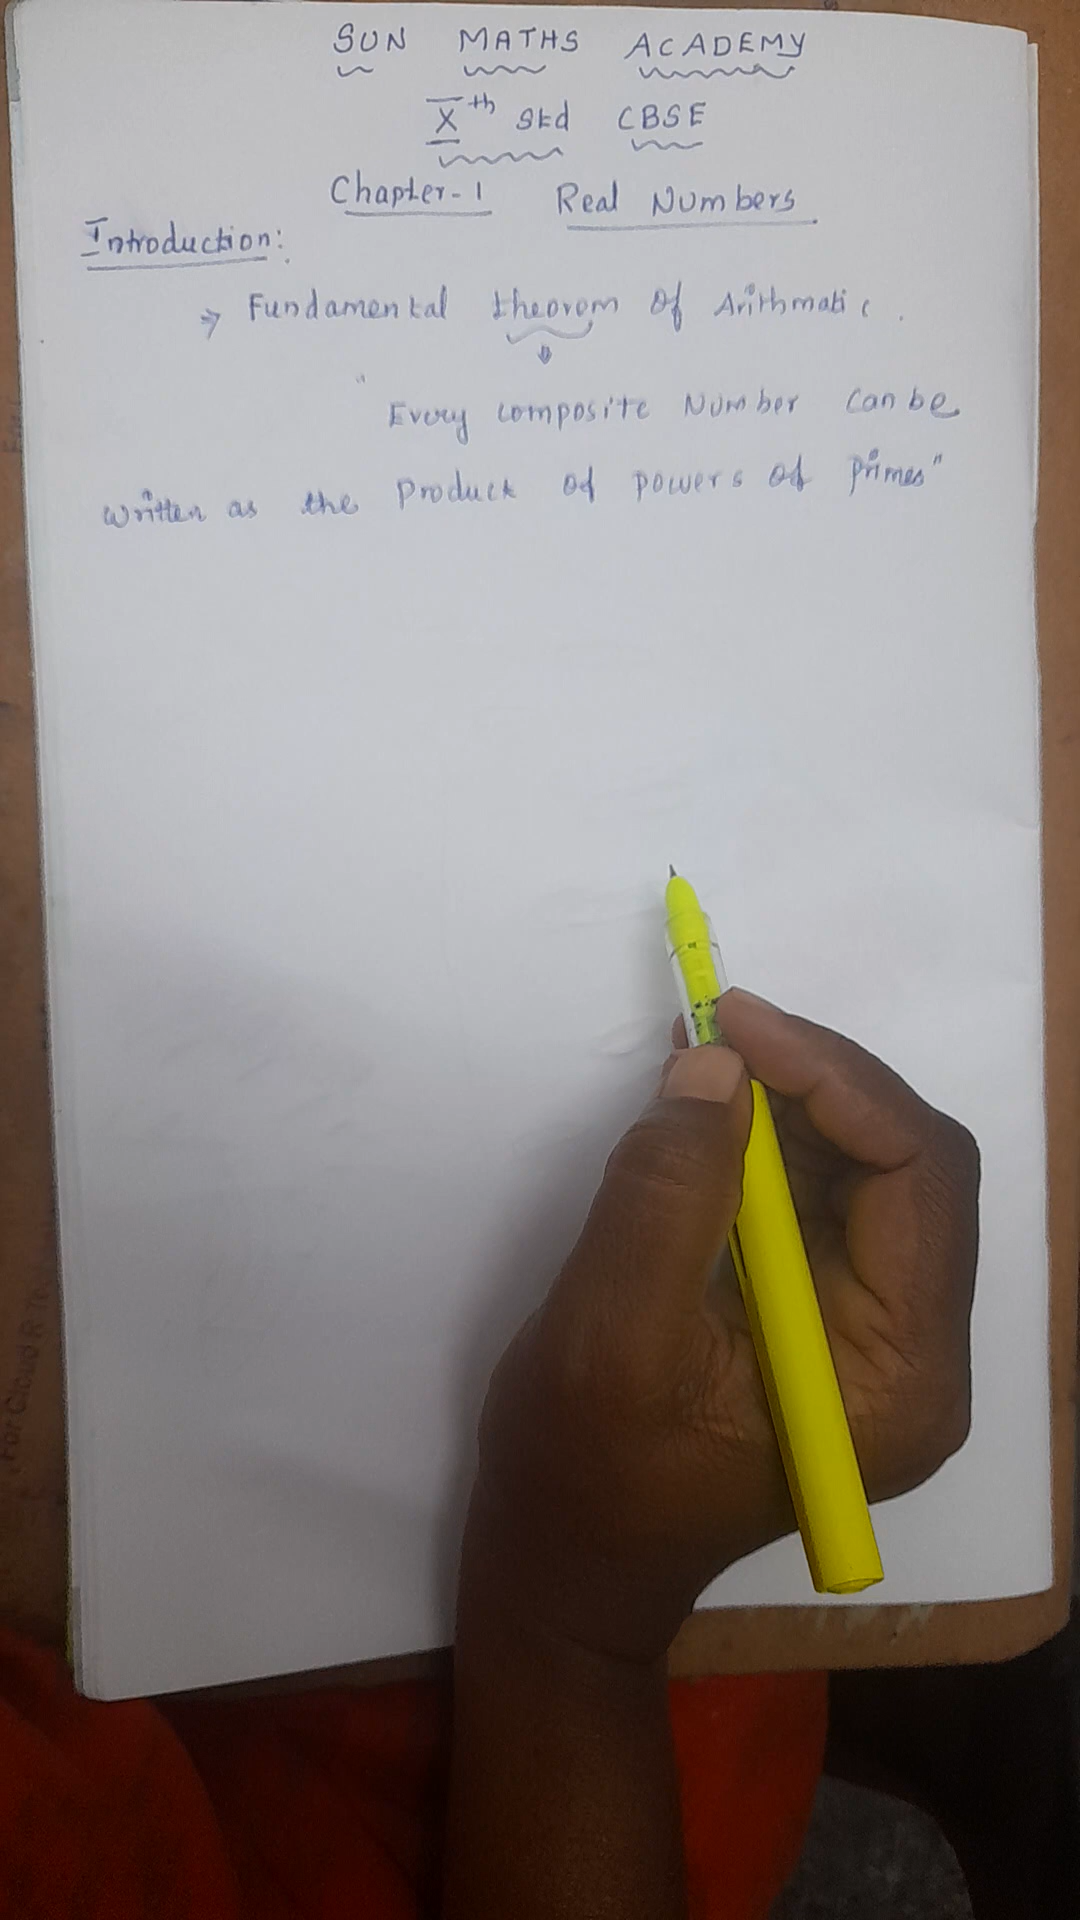 SUN MATHS ACADEMY
Xth Std CBSE
Chapter-1 Real Numbers
Introduction:
⇒ Fundamental theorom of Arithmatic.
"Every composite Number can be
written as the Product of powers of Primes"